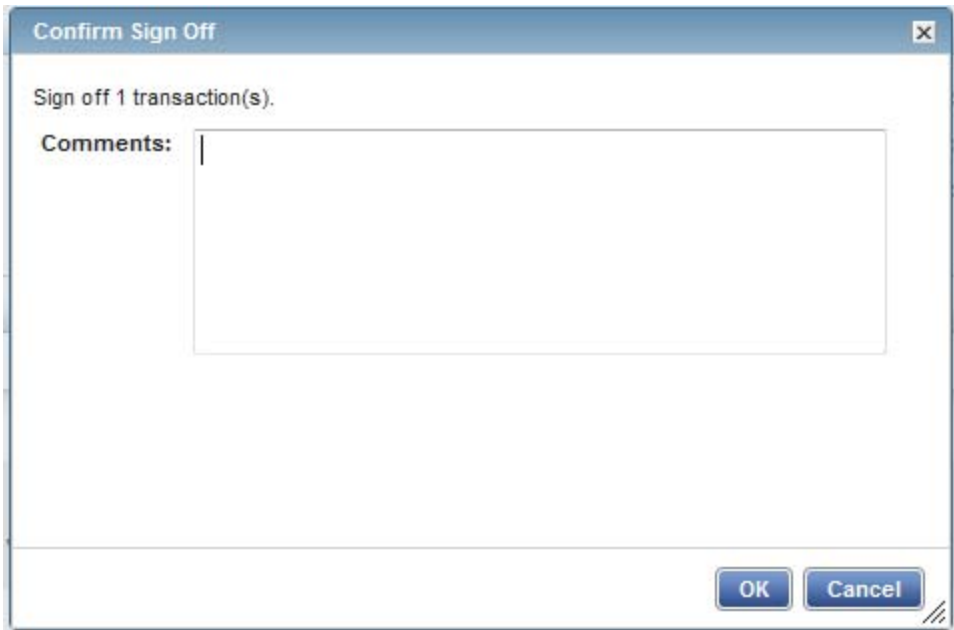 Confirm Sign Off
Sign off 1 transaction(s).
Comments:
OK
Cancel